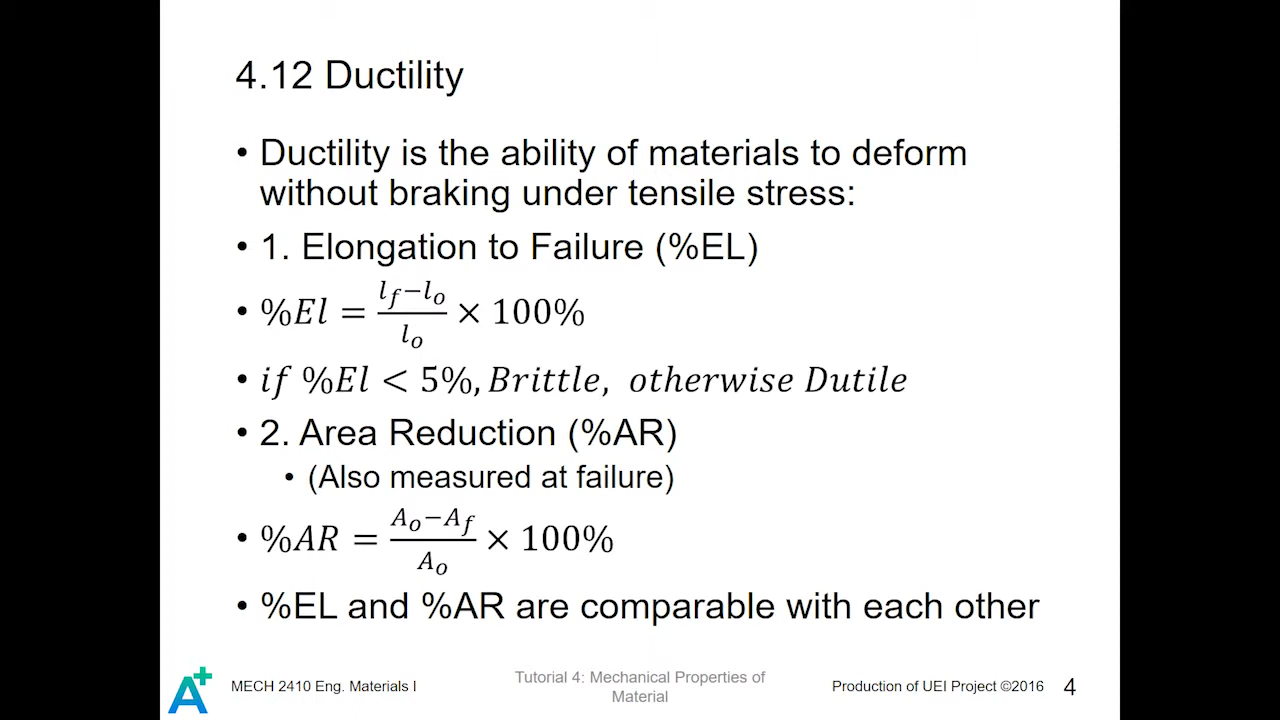 4.12 Ductility
• Ductility is the ability of materials to deform
without braking under tensile stress:
• 1. Elongation to Failure (%EL)
• %El = (l_f − l_o)/l_o × 100%
• if %El < 5%, Brittle, otherwise Dutile
• 2. Area Reduction (%AR)
• (Also measured at failure)
• %AR = (A_o − A_f)/A_o × 100%
• %EL and %AR are comparable with each other
A+
MECH 2410 Eng. Materials I
Tutorial 4: Mechanical Properties of
Material
Production of UEI Project ©2016
4